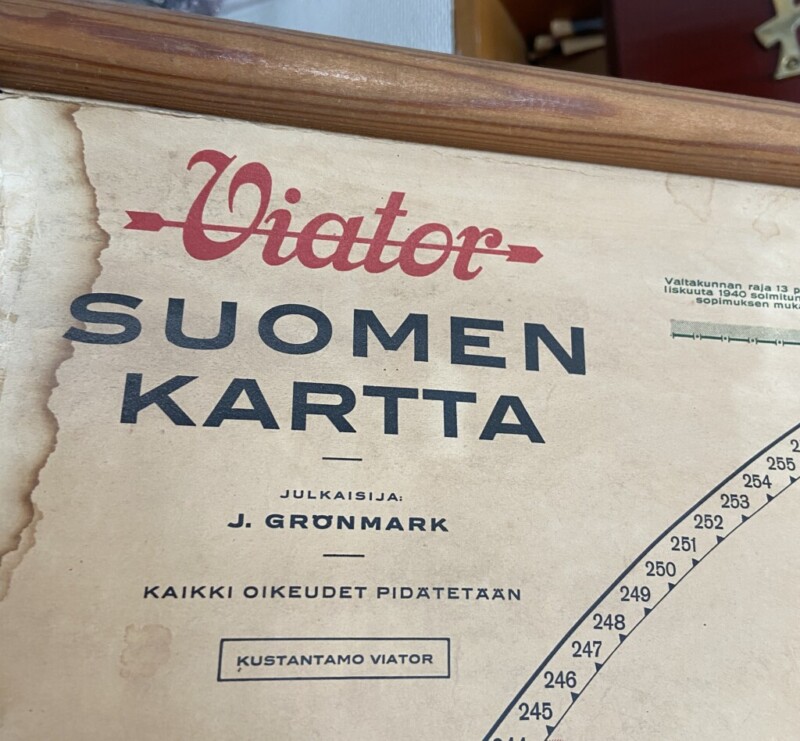 Viator
SUOMEN
KARTTA
JULKAISIJA:
J. GRÖNMARK
KAIKKI OIKEUDET PIDÄTETÄÄN
KUSTANTAMO VIATOR
Valtakunnan raja 13 p
liskuuta 1940 solmitun
sopimuksen muka
255
254
253
252
251
250
249
248
247
246
245